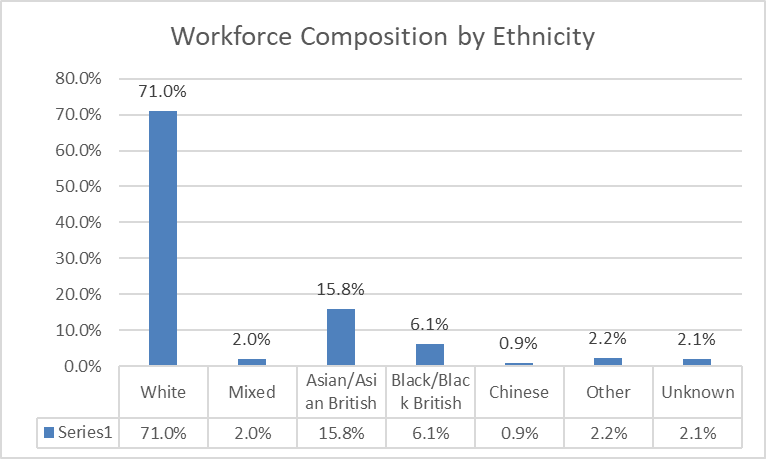 Workforce Composition by Ethnicity
80.0%
70.0%
60.0%
50.0%
40.0%
30.0%
20.0%
10.0%
0.0%
71.0%
2.0%
15.8%
6.1%
0.9%
2.2%
2.1%
White
Mixed
Asian/Asi
an British
Black/Blac
k British
Chinese
Other
Unknown
Series1 71.0% 2.0% 15.8% 6.1% 0.9% 2.2% 2.1%